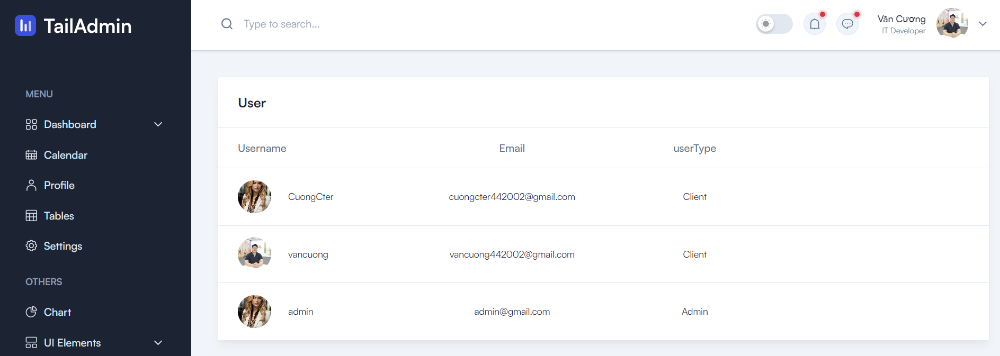 TailAdmin
Type to search...
Văn Cương
IT Developer
MENU
Dashboard
Calendar
Profile
Tables
Settings
OTHERS
Chart
UI Elements
User
Username Email userType
CuongCter cuongcter442002@gmail.com Client
vancuong vancuong442002@gmail.com Client
admin admin@gmail.com Admin